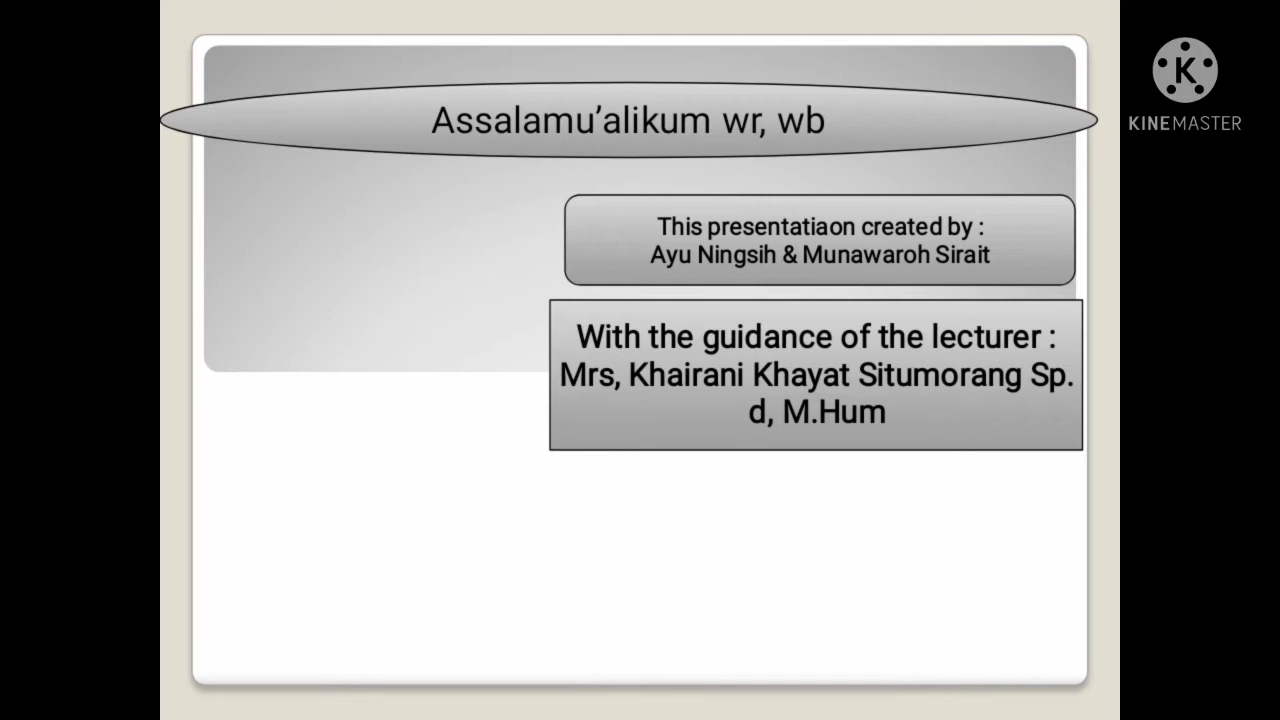 Assalamu’alikum wr, wb
This presentatiaon created by :
Ayu Ningsih & Munawaroh Sirait
With the guidance of the lecturer :
Mrs, Khairani Khayat Situmorang Sp.
d, M.Hum
K
KINEMASTER